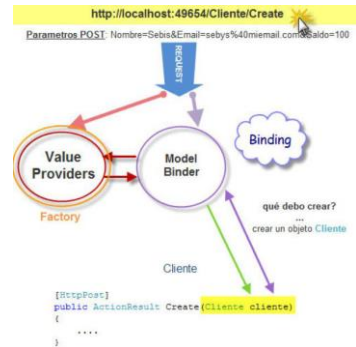 http://localhost:49654/Cliente/Create
Parametros POST: Nombre=Sebis&Email=sebys%40miemail.com&Saldo=100
REQUEST
Value
Providers
Model
Binder
Binding
Factory
qué debo crear?
...
crear un objeto Cliente
Cliente
[HttpPost]
public ActionResult Create(Cliente cliente)
{
....
}